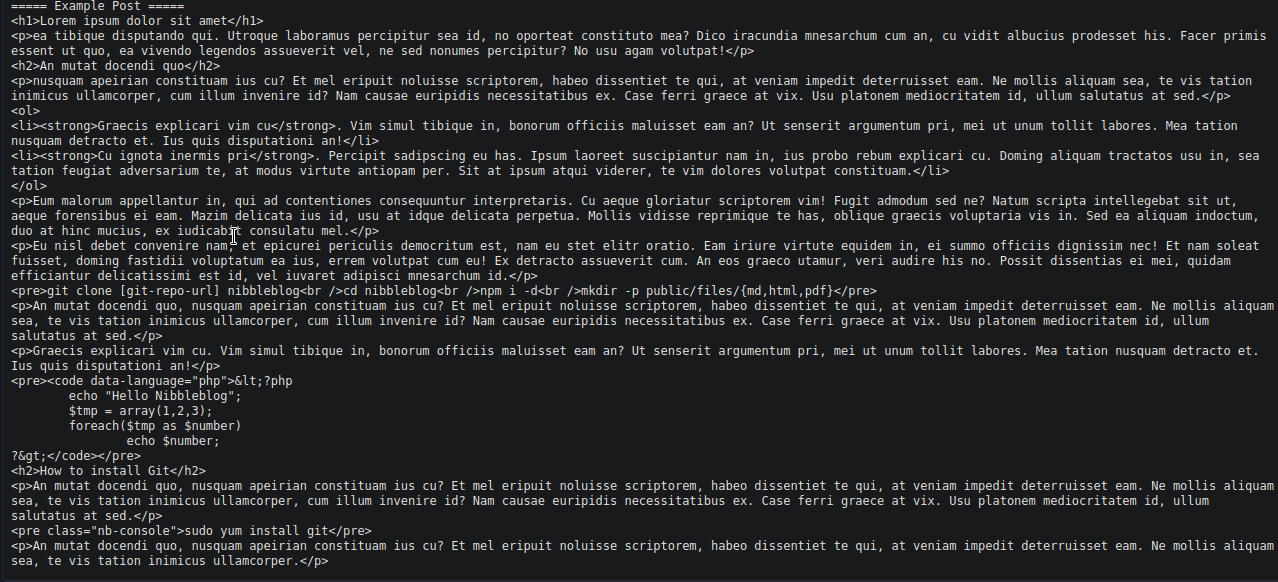 ===== Example Post =====
<h1>Lorem ipsum dolor sit amet</h1>
<p>ea tibique disputando qui. Utroque laboramus percipitur sea id, no oporteat constituto mea? Dico iracundia mnesarchum cum an, cu vidit albucius prodesset his. Facer primis
essent ut quo, ea vivendo legendos assueverit vel, ne sed nonumes percipitur? No usu agam volutpat!</p>
<h2>An mutat docendi quo</h2>
<p>nusquam apeirian constituam ius cu? Et mel eripuit noluisse scriptorem, habeo dissentiet te qui, at veniam impedit deterruisset eam. Ne mollis aliquam sea, te vis tation
inimicus ullamcorper, cum illum invenire id? Nam causae euripidis necessitatibus ex. Case ferri graece at vix. Usu platonem mediocritatem id, ullum salutatus at sed.</p>
<ol>
<li><strong>Graecis explicari vim cu</strong>. Vim simul tibique in, bonorum officiis maluisset eam an? Ut senserit argumentum pri, mei ut unum tollit labores. Mea tation
nusquam detracto et. Ius quis disputationi an!</li>
<li><strong>Cu ignota inermis pri</strong>. Percipit sadipscing eu has. Ipsum laoreet suscipiantur nam in, ius probo rebum explicari cu. Doming aliquam tractatos usu in, sea
tation feugiat adversarium te, at modus virtute antiopam per. Sit at ipsum atqui viderer, te vim dolores volutpat constituam.</li>
</ol>
<p>Eum malorum appellantur in, qui ad contentiones consequuntur interpretaris. Cu aeque gloriatur scriptorem vim! Fugit admodum sed ne? Natum scripta intellegebat sit ut,
aeque forensibus ei eam. Mazim delicata ius id, usu at idque delicata perpetua. Mollis vidisse reprimique te has, oblique graecis voluptaria vis in. Sed ea aliquam indoctum,
duo at hinc mucius, ex iudicabit consulatu mel.</p>
<p>Eu nisl debet convenire nam, et epicurei periculis democritum est, nam eu stet elitr oratio. Eam iriure virtute equidem in, ei summo officiis dignissim nec! Et nam soleat
fuisset, doming fastidii voluptatum ea ius, errem volutpat cum eu! Ex detracto assueverit cum. An eos graeco utamur, veri audire his no. Possit dissentias ei mei, quidam
efficiantur delicatissimi est id, vel iuvaret adipisci mnesarchum id.</p>
<pre>git clone [git-repo-url] nibbleblog<br />cd nibbleblog<br />npm i -d<br />mkdir -p public/files/{md,html,pdf}</pre>
<p>An mutat docendi quo, nusquam apeirian constituam ius cu? Et mel eripuit noluisse scriptorem, habeo dissentiet te qui, at veniam impedit deterruisset eam. Ne mollis aliquam
sea, te vis tation inimicus ullamcorper, cum illum invenire id? Nam causae euripidis necessitatibus ex. Case ferri graece at vix. Usu platonem mediocritatem id, ullum
salutatus at sed.</p>
<p>Graecis explicari vim cu. Vim simul tibique in, bonorum officiis maluisset eam an? Ut senserit argumentum pri, mei ut unum tollit labores. Mea tation nusquam detracto et.
Ius quis disputationi an!</p>
<pre><code data-language="php">&lt;?php
        echo "Hello Nibbleblog";
        $tmp = array(1,2,3);
        foreach($tmp as $number)
                echo $number;
?&gt;</code></pre>
<h2>How to install Git</h2>
<p>An mutat docendi quo, nusquam apeirian constituam ius cu? Et mel eripuit noluisse scriptorem, habeo dissentiet te qui, at veniam impedit deterruisset eam. Ne mollis aliquam
sea, te vis tation inimicus ullamcorper, cum illum invenire id? Nam causae euripidis necessitatibus ex. Case ferri graece at vix. Usu platonem mediocritatem id, ullum
salutatus at sed.</p>
<pre class="nb-console">sudo yum install git</pre>
<p>An mutat docendi quo, nusquam apeirian constituam ius cu? Et mel eripuit noluisse scriptorem, habeo dissentiet te qui, at veniam impedit deterruisset eam. Ne mollis aliquam
sea, te vis tation inimicus ullamcorper.</p>